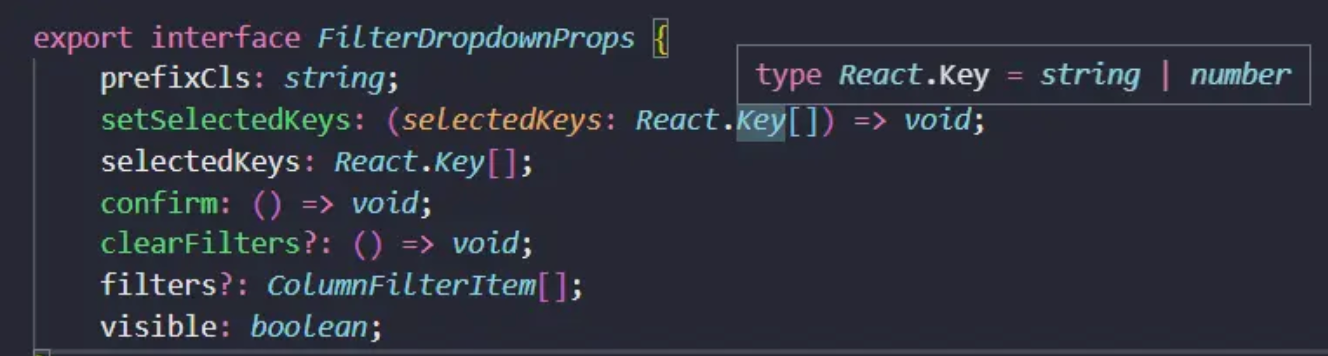 export interface FilterDropdownProps {
prefixCls: string;
type React.Key = string | number
setSelectedKeys: (selectedKeys: React.Key[]) => void;
selectedKeys: React.Key[];
confirm: () => void;
clearFilters?: () => void;
filters?: ColumnFilterItem[];
visible: boolean;